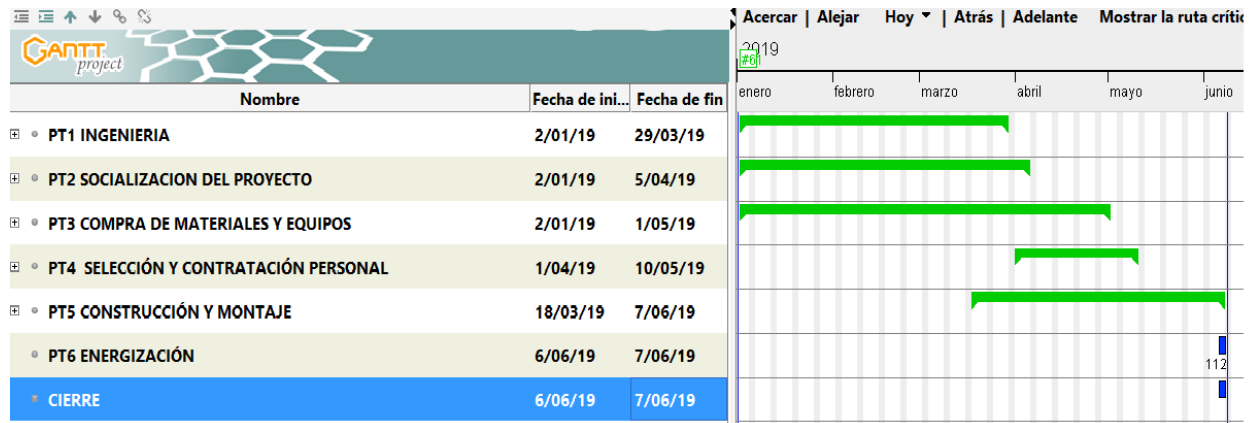 Acercar | Alejar Hoy | Atrás | Adelante Mostrar la ruta crític
GANTT project
2019
#6
Nombre Fecha de ini... Fecha de fin
enero febrero marzo abril mayo junio
PT1 INGENIERIA 2/01/19 29/03/19
PT2 SOCIALIZACION DEL PROYECTO 2/01/19 5/04/19
PT3 COMPRA DE MATERIALES Y EQUIPOS 2/01/19 1/05/19
PT4 SELECCIÓN Y CONTRATACIÓN PERSONAL 1/04/19 10/05/19
PT5 CONSTRUCCIÓN Y MONTAJE 18/03/19 7/06/19
PT6 ENERGIZACIÓN 6/06/19 7/06/19
112
CIERRE 6/06/19 7/06/19